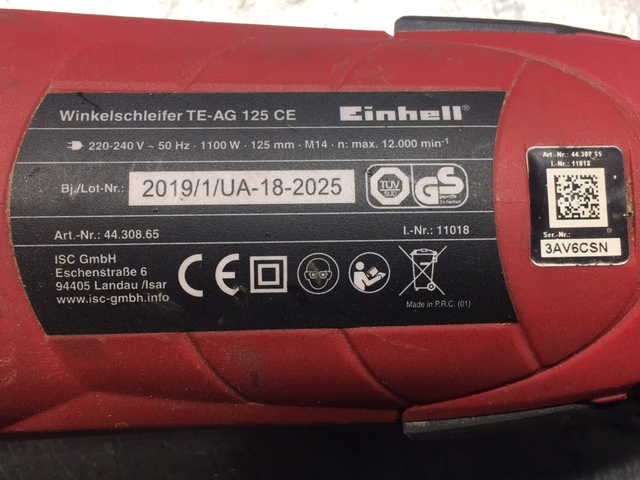 Winkelschleifer TE-AG 125 CE
Einhell®
220-240 V ~ 50 Hz · 1100 W · 125 mm · M14 · n: max. 12.000 min⁻¹
Bj./Lot-Nr.: 2019/1/UA-18-2025
TÜV
SÜD
GS
Art.-Nr.: 44.308.65
I.-Nr.: 11018
ISC GmbH
Eschenstraße 6
94405 Landau /Isar
www.isc-gmbh.info
CE
Made in P.R.C. (01)
Art.-Nr.: 44.308.65
I.-Nr.: 11018
Ser.-Nr.:
3AV6CSN